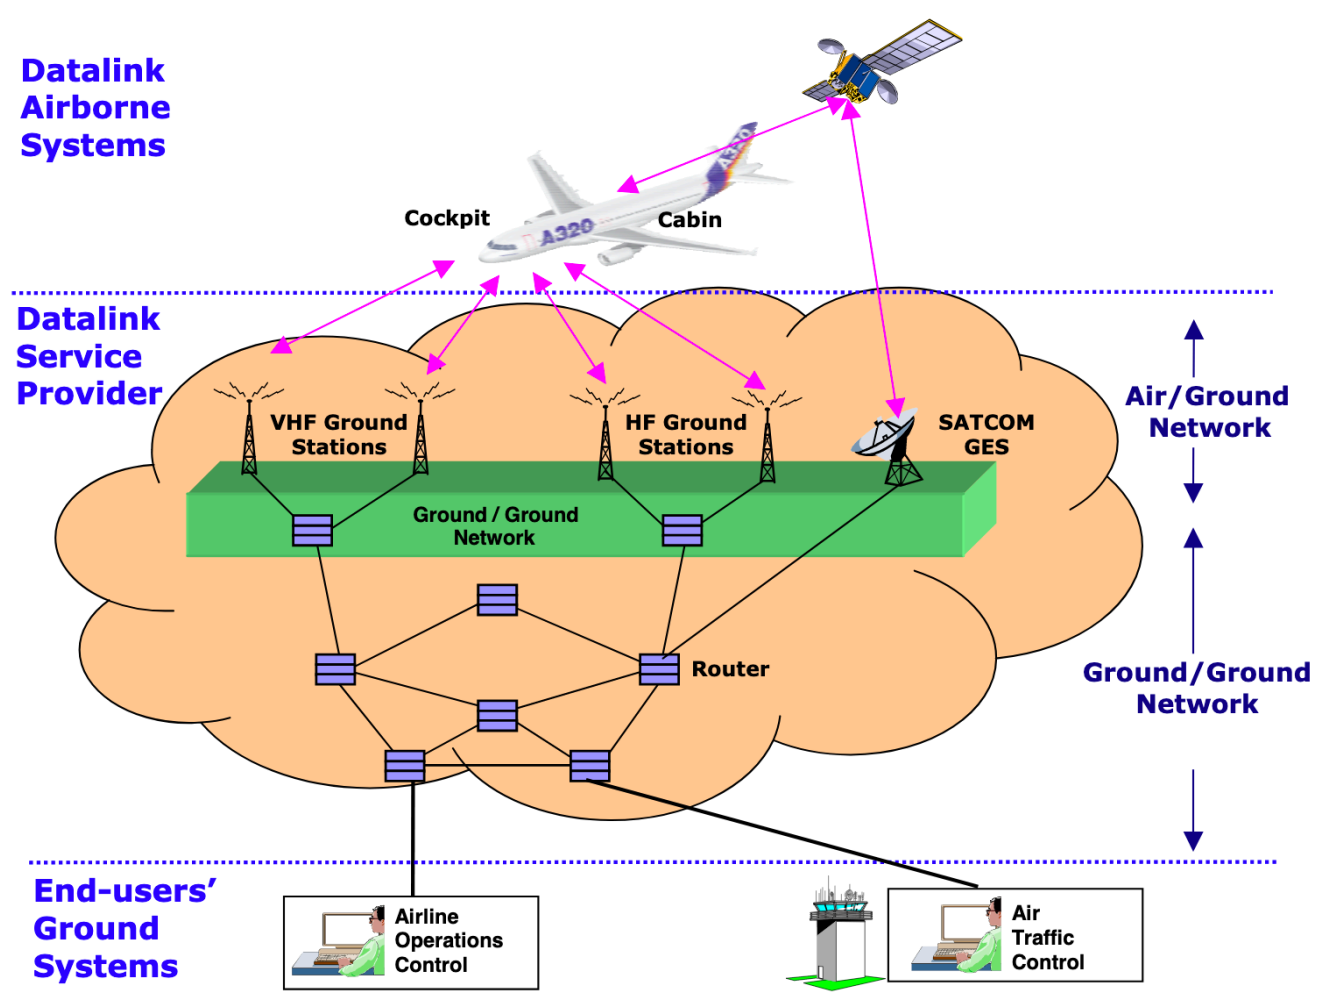 Datalink
Airborne
Systems
A320
Cockpit
Cabin
A320
Datalink
Service
Provider
Air/Ground
Network
VHF Ground
Stations
HF Ground
Stations
SATCOM
GES
Ground / Ground
Network
Router
Ground/Ground
Network
End-users’
Ground
Systems
Airline
Operations
Control
Air
Traffic
Control